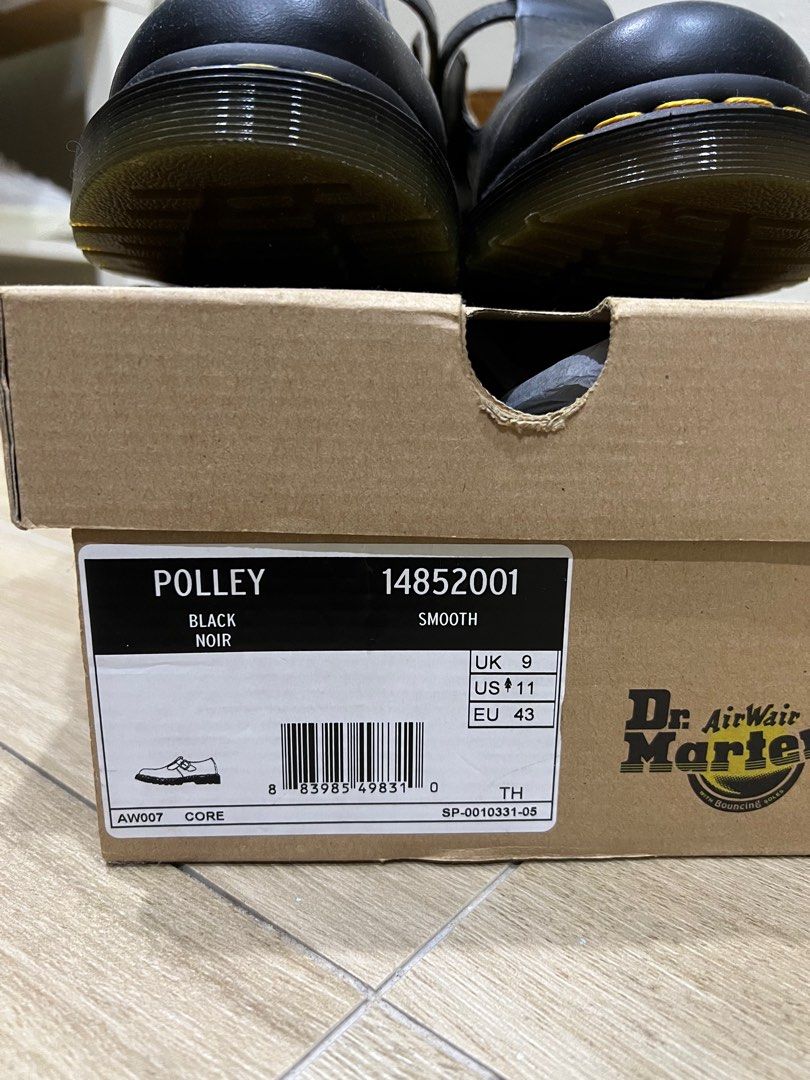 POLLEY 14852001
BLACK SMOOTH
NOIR
UK 9
US 11
EU 43
8 83985 49831 0
TH
AW007 CORE SP-0010331-05
Dr. AirWair
Marten
WITH Bouncing SOLES